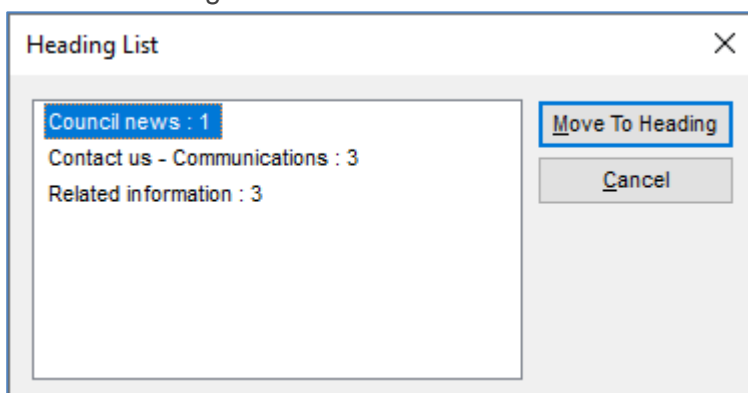 Heading List
Council news : 1
Contact us - Communications : 3
Related information : 3
Move To Heading
Cancel